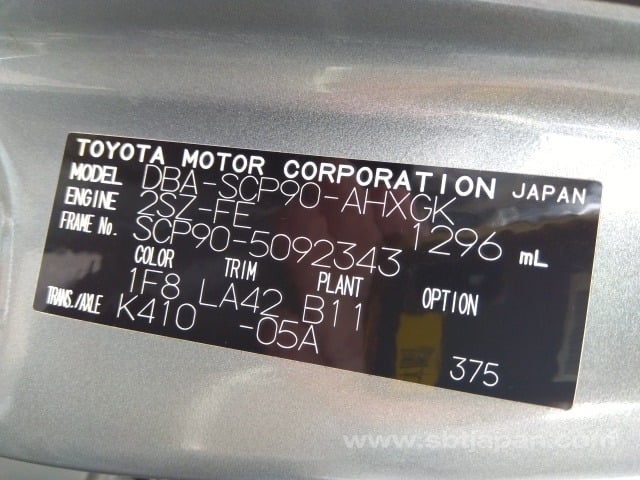 TOYOTA MOTOR CORPORATION JAPAN
MODEL DBA-SCP90-AHXGK
ENGINE 2SZ-FE 1296 mL
FRAME No. SCP90-5092343
COLOR TRIM PLANT OPTION
1F8 LA42 B11
TRANS./AXLE K410 -05A
375
www.sbtjapan.com